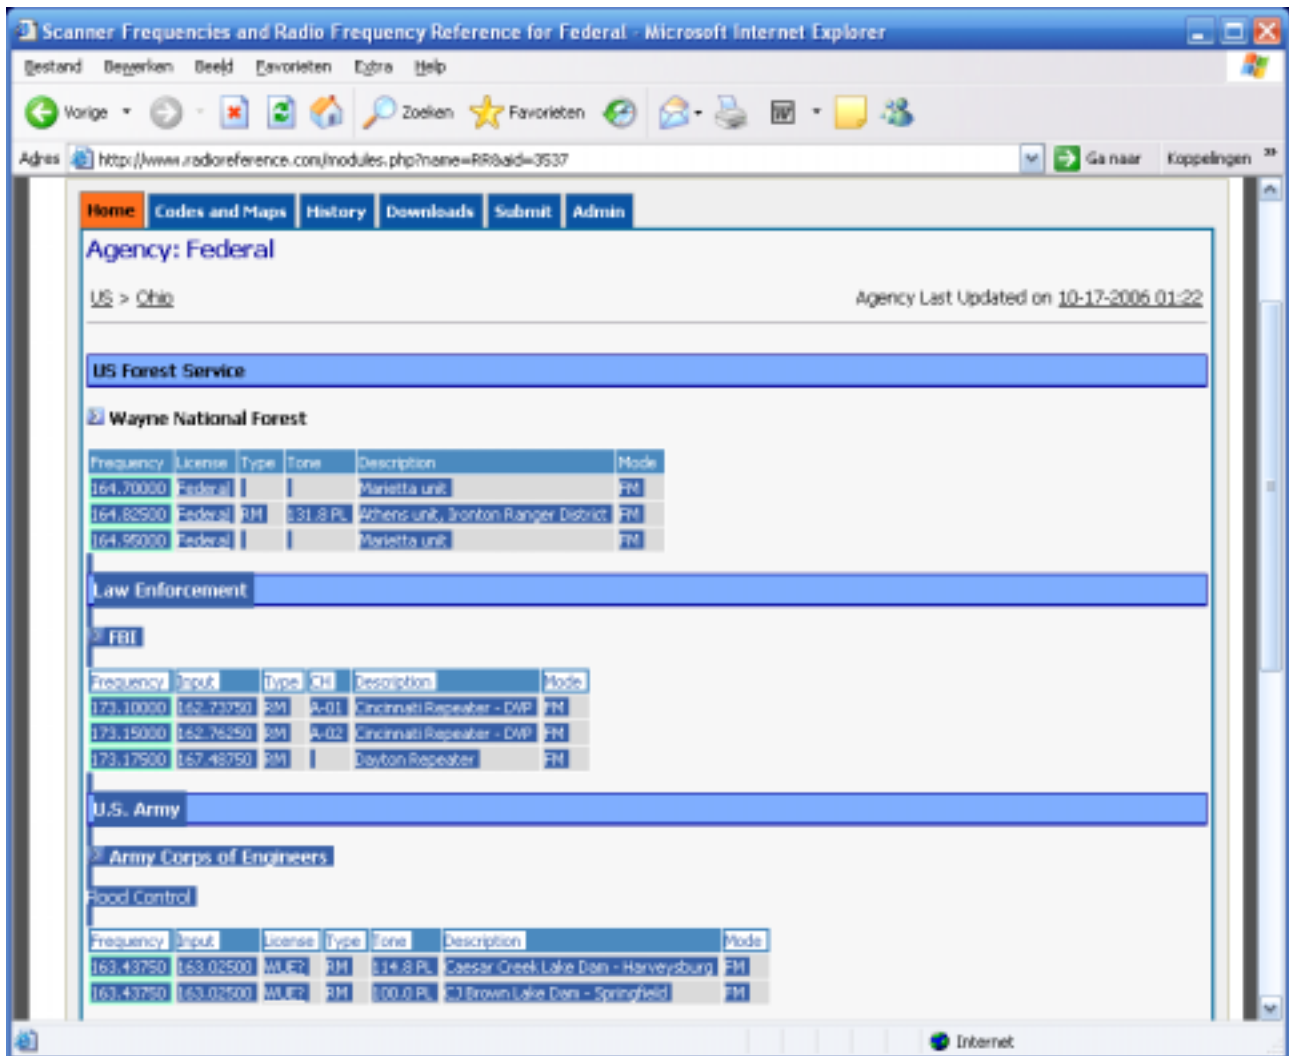 Scanner Frequencies and Radio Frequency Reference for Federal - Microsoft Internet Explorer
Bestand Bewerken Beeld Favorieten Extra Help
Vorige Zoeken Favorieten
Adres http://www.radioreference.com/modules.php?name=RR&aid=3537 Ga naar Koppelingen »
Home Codes and Maps History Downloads Submit Admin
Agency: Federal
US > Ohio Agency Last Updated on 10-17-2006 01:22
US Forest Service
Wayne National Forest
Frequency License Type Tone Description Mode
164.70000 Federal Marietta unit FM
164.82500 Federal RM 131.8 PL Athens unit, Ironton Ranger District FM
164.95000 Federal Marietta unit FM
Law Enforcement
FBI
Frequency Input Type CH Description Mode
173.10000 162.73750 RM A-01 Cincinnati Repeater - DVP FM
173.15000 162.76250 RM A-02 Cincinnati Repeater - DVP FM
173.17500 167.48750 RM Dayton Repeater FM
U.S. Army
Army Corps of Engineers
Flood Control
Frequency Input License Type Tone Description Mode
163.43750 163.02500 WUE? RM 114.8 PL Caesar Creek Lake Dam - Harveysburg FM
163.43750 163.02500 WUE? RM 100.0 PL CJ Brown Lake Dam - Springfield FM
Internet